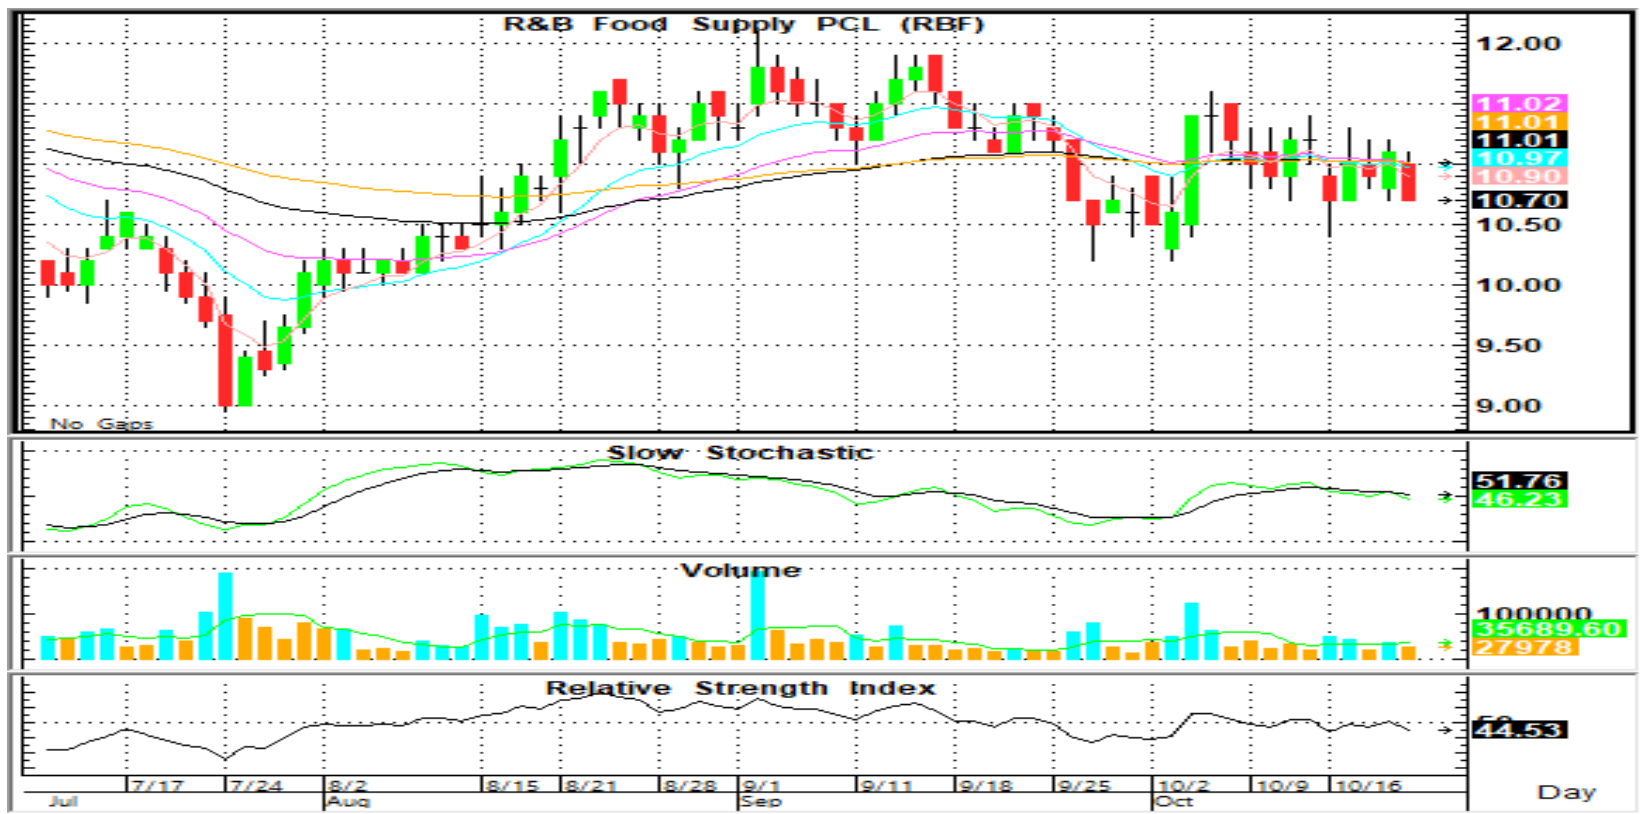 R&B Food Supply PCL (RBF)
12.00
11.02
11.01
11.01
10.97
10.90
10.70
10.50
10.00
9.50
9.00
No Gaps
Slow Stochastic
51.76
46.23
Volume
100000
35689.60
27978
Relative Strength Index
50
44.53
7/17 7/24 8/2 8/15 8/21 8/28 9/1 9/11 9/18 9/25 10/2 10/9 10/16
Day
Jul Aug Sep Oct